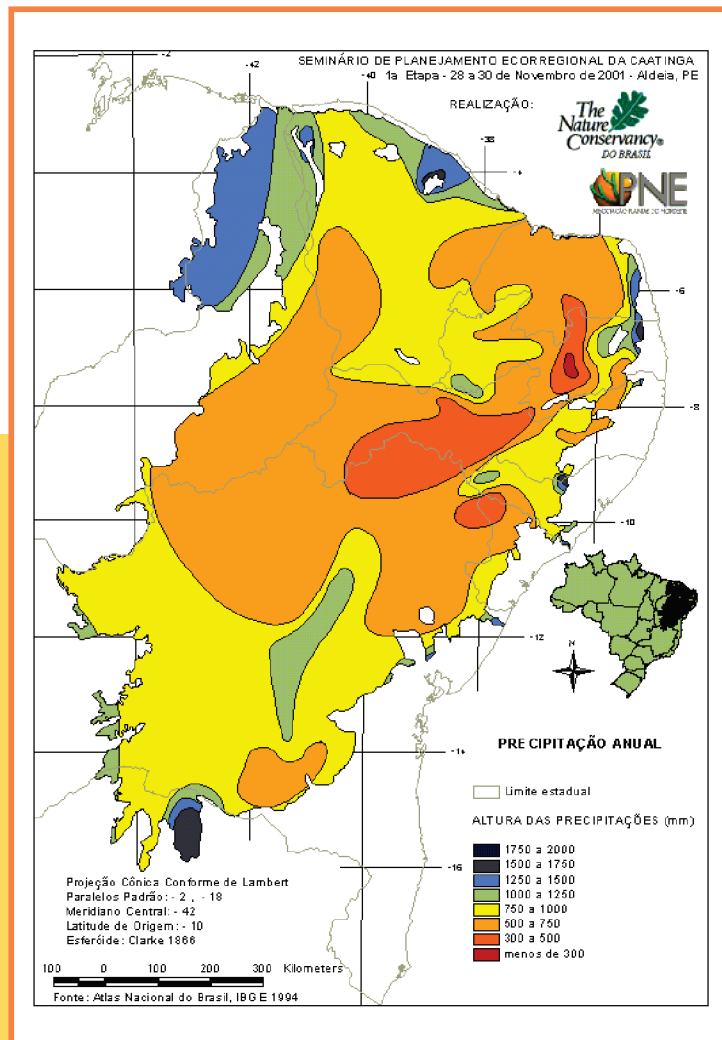 SEMINÁRIO DE PLANEJAMENTO ECORREGIONAL DA CAATINGA
1a Etapa - 28 a 30 de Novembro de 2001 - Aldeia, PE
REALIZAÇÃO:
The
Nature
Conservancy®
DO BRASIL
PNE
-2
-42
-40
-38
-4
-6
-8
-10
-12
N
-14
PRECIPITAÇÃO ANUAL
Limite estadual
ALTURA DAS PRECIPITAÇÕES (mm)
1750 a 2000
1500 a 1750
1250 a 1500
1000 a 1250
750 a 1000
500 a 750
300 a 500
menos de 300
-16
Projeção Cônica Conforme de Lambert
Paralelos Padrão: - 2 , - 18
Meridiano Central: - 42
Latitude de Origem: - 10
Esferóide: Clarke 1866
100 0 100 200 300 Kilometers
Fonte: Atlas Nacional do Brasil, IBGE 1994